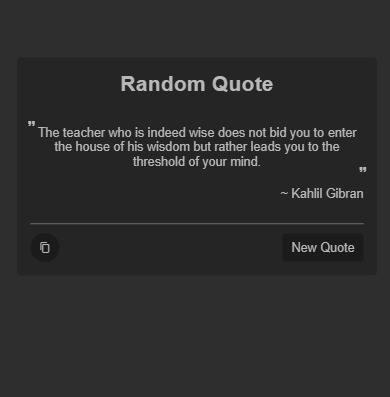 Random Quote
❞
The teacher who is indeed wise does not bid you to enter
the house of his wisdom but rather leads you to the
threshold of your mind.
❞
~ Kahlil Gibran
New Quote